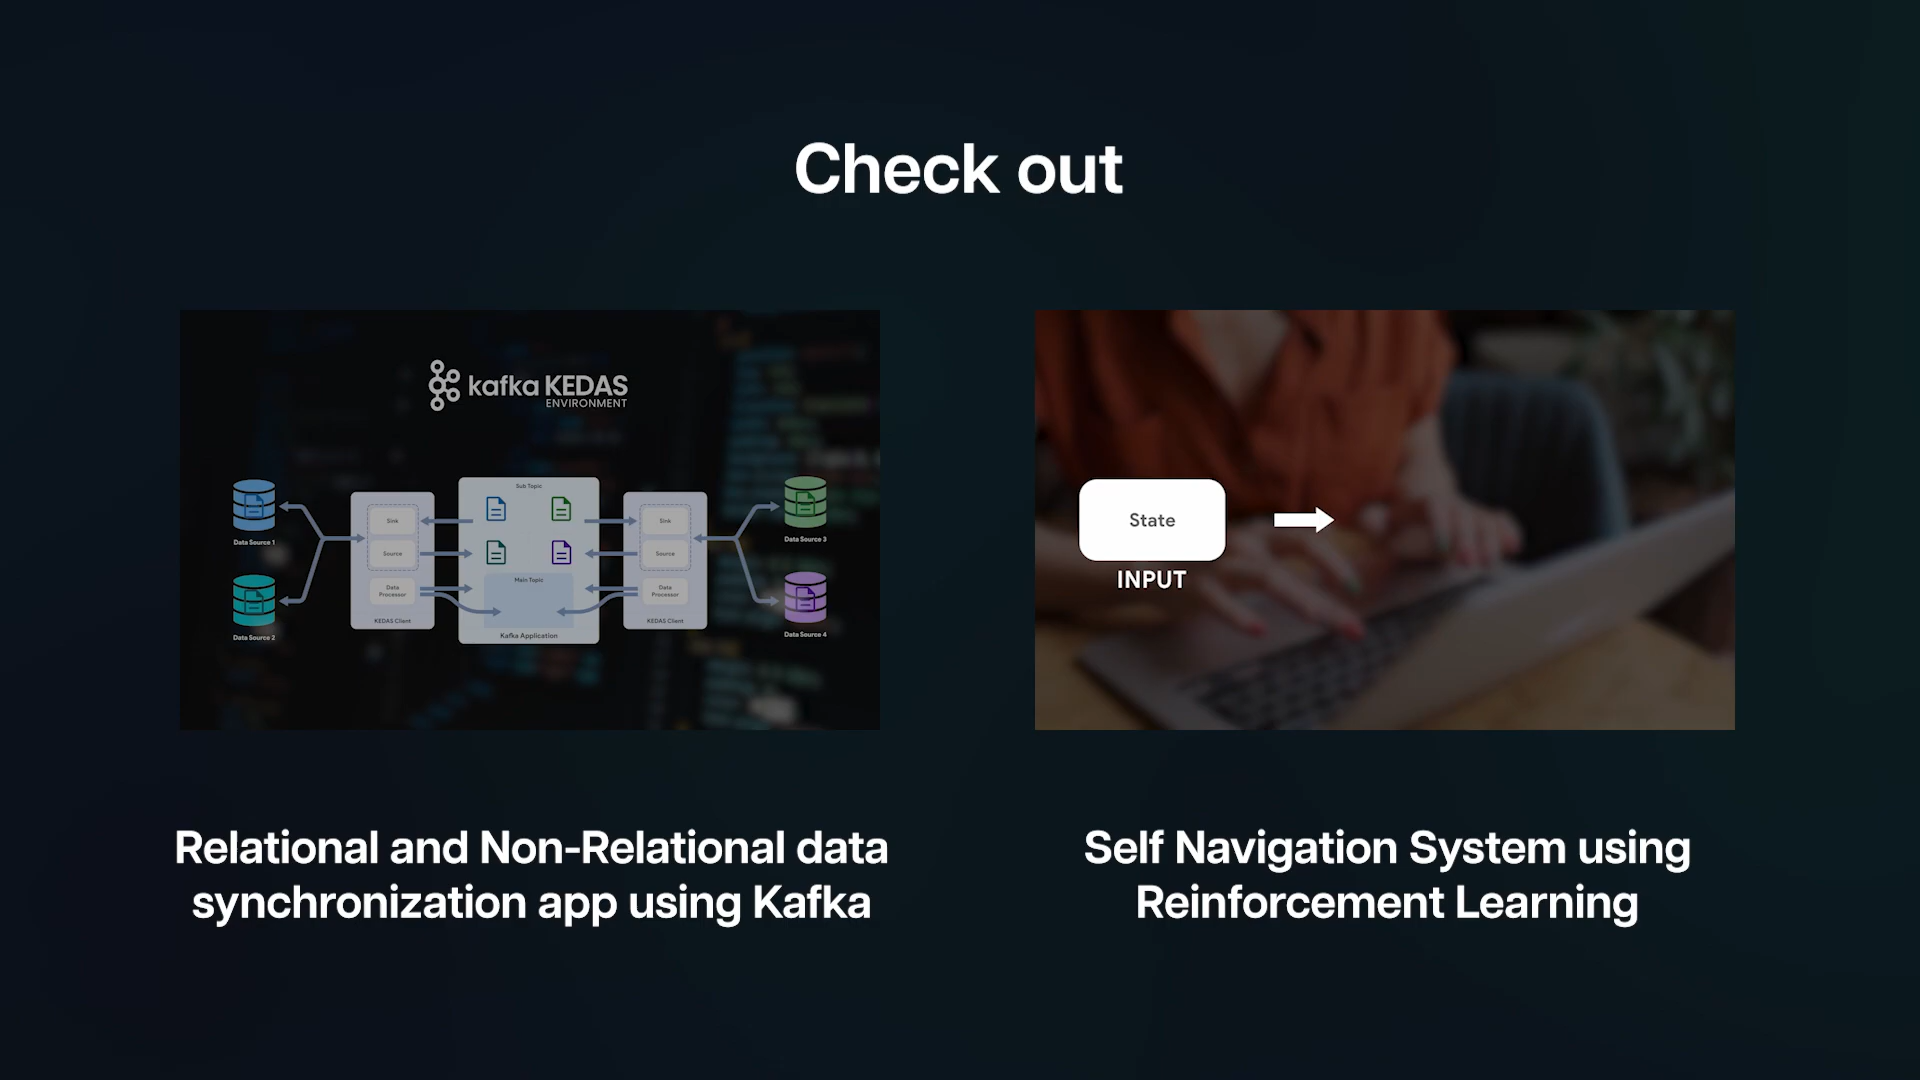 Check out
kafka KEDAS
ENVIRONMENT
Data Source 1
Data Source 2
Sink
Source
Data
Processor
KEDAS Client
Sub Topic
Main Topic
Kafka Application
Sink
Source
Data
Processor
KEDAS Client
Data Source 3
Data Source 4
State
INPUT
Relational and Non-Relational data
synchronization app using Kafka
Self Navigation System using
Reinforcement Learning